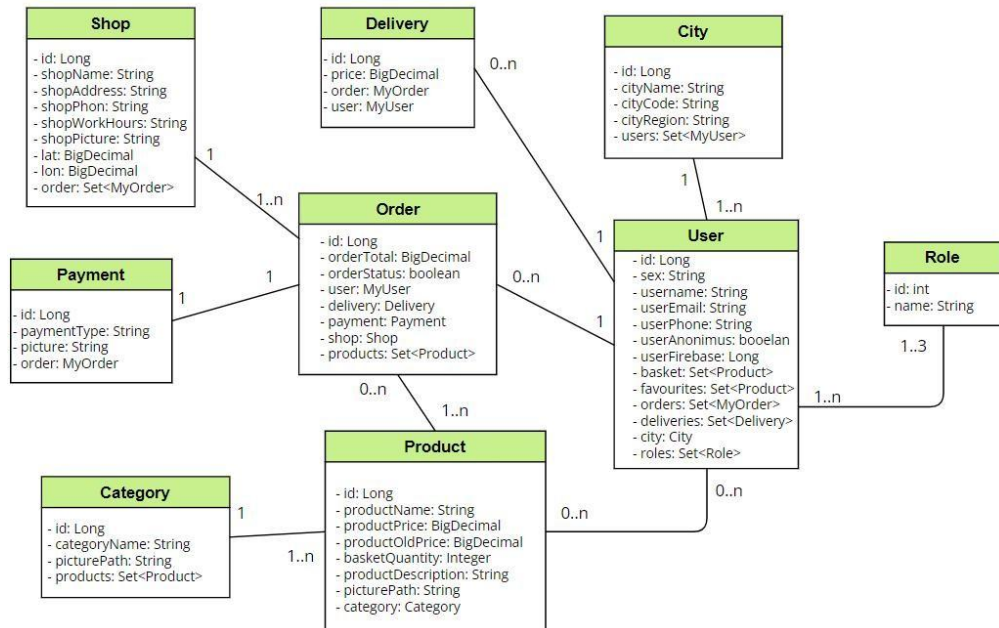 Shop
- id: Long
- shopName: String
- shopAddress: String
- shopPhon: String
- shopWorkHours: String
- shopPicture: String
- lat: BigDecimal
- lon: BigDecimal
- order: Set<MyOrder>
Delivery
- id: Long
- price: BigDecimal
- order: MyOrder
- user: MyUser
City
- id: Long
- cityName: String
- cityCode: String
- cityRegion: String
- users: Set<MyUser>
1
1..n
0..n
1
1
1..n
Order
- id: Long
- orderTotal: BigDecimal
- orderStatus: boolean
- user: MyUser
- delivery: Delivery
- payment: Payment
- shop: Shop
- products: Set<Product>
User
- id: Long
- sex: String
- username: String
- userEmail: String
- userPhone: String
- userAnonimus: booelan
- userFirebase: Long
- basket: Set<Product>
- favourites: Set<Product>
- orders: Set<MyOrder>
- deliveries: Set<Delivery>
- city: City
- roles: Set<Role>
Role
- id: int
- name: String
Payment
- id: Long
- paymentType: String
- picture: String
- order: MyOrder
1
1
0..n
1
1..3
1..n
0..n
1..n
Product
- id: Long
- productName: String
- productPrice: BigDecimal
- productOldPrice: BigDecimal
- basketQuantity: Integer
- productDescription: String
- picturePath: String
- category: Category
0..n
0..n
Category
- id: Long
- categoryName: String
- picturePath: String
- products: Set<Product>
1
1..n